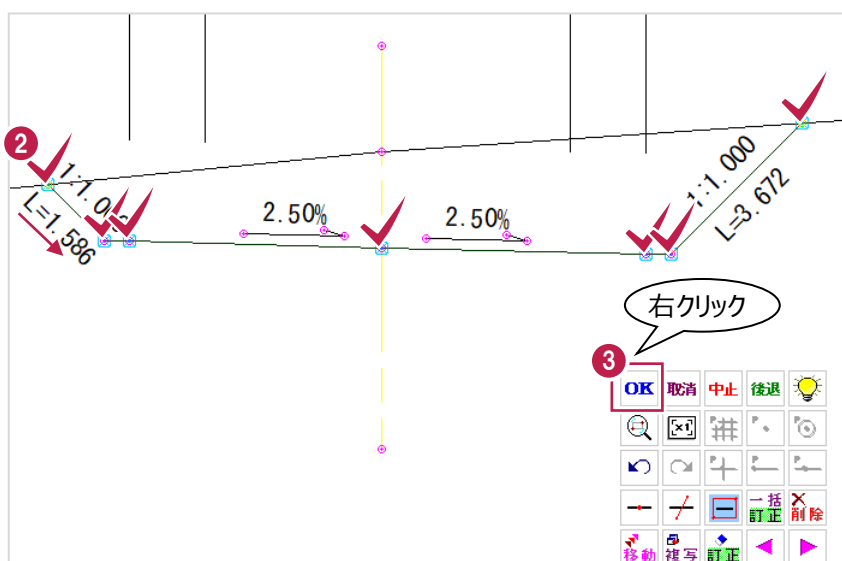 2
1:1.0
L=1.586
2.50%
2.50%
1:1.000
L=3.672
右クリック
3
OK 取消 中止 後退
[×1] P P P
P P P
一括訂正 削除
移動 複写 訂正